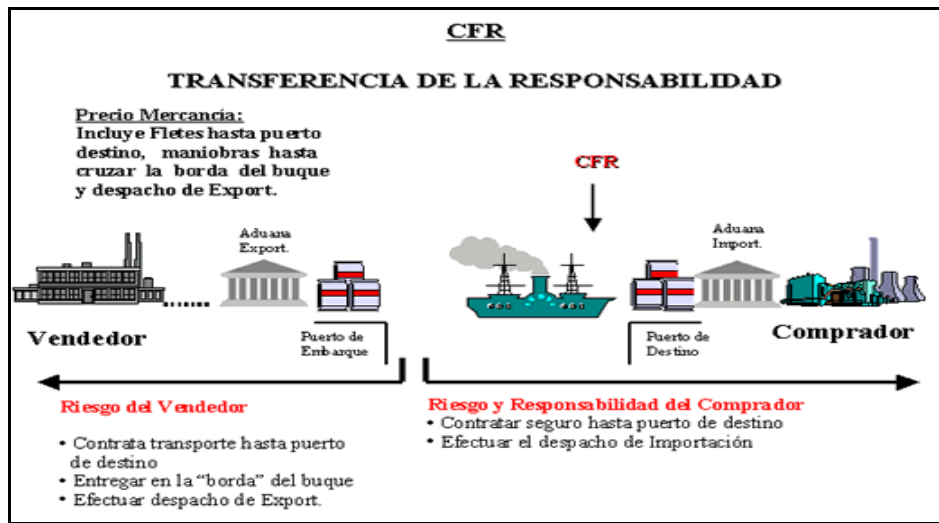 CFR
TRANSFERENCIA DE LA RESPONSABILIDAD
Precio Mercancía:
Incluye Fletes hasta puerto
destino, maniobras hasta
cruzar la borda del buque
y despacho de Export.
CFR
Aduana
Export.
Aduana
Import.
Vendedor
Puerto de
Embarque
Puerto de
Destino
Comprador
Riesgo del Vendedor
• Contrata transporte hasta puerto
de destino
• Entregar en la “borda” del buque
• Efectuar despacho de Export.
Riesgo y Responsabilidad del Comprador
• Contratar seguro hasta puerto de destino
• Efectuar el despacho de Importación